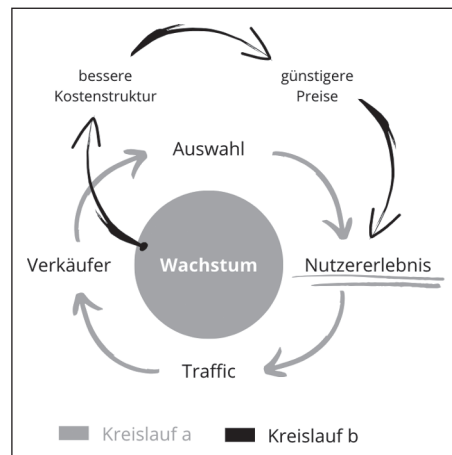 bessere
Kostenstruktur
günstigere
Preise
Auswahl
Verkäufer
Wachstum
Nutzererlebnis
Traffic
Kreislauf a
Kreislauf b